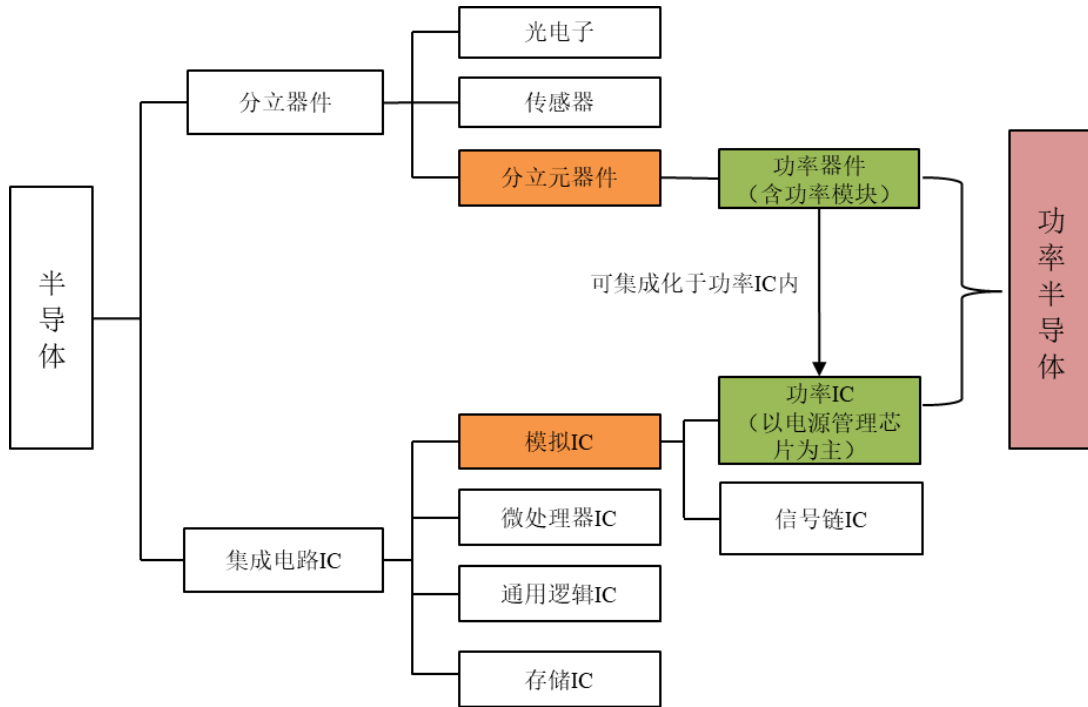 半导体
分立器件
集成电路IC
光电子
传感器
分立元器件
模拟IC
微处理器IC
通用逻辑IC
存储IC
功率器件
（含功率模块）
可集成化于功率IC内
功率IC
（以电源管理芯
片为主）
信号链IC
功率半导体